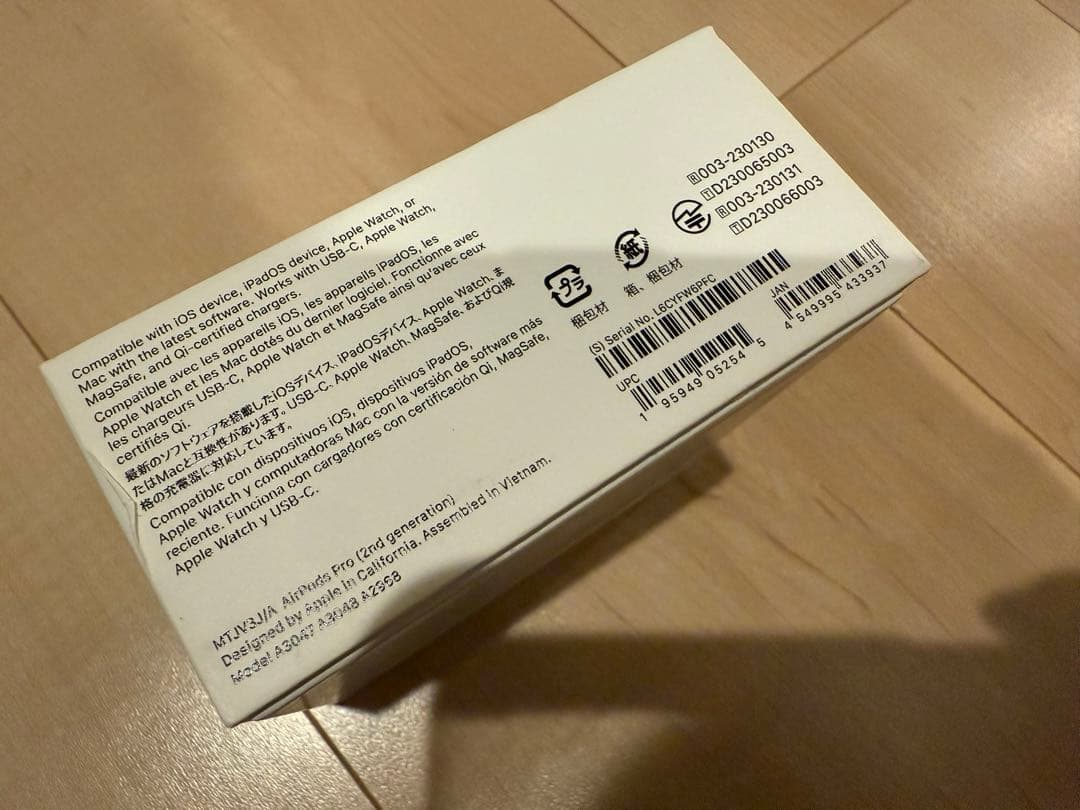 Compatible with iOS device, iPadOS device, Apple Watch, or
Mac with the latest software. Works with USB-C, Apple Watch,
MagSafe, and Qi-certified chargers.
Compatible avec les appareils iOS, les appareils iPadOS, les
Apple Watch et les Mac dotés du dernier logiciel. Fonctionne avec
les chargeurs USB-C, Apple Watch et MagSafe ainsi qu'avec ceux
certifiés Qi.
最新のソフトウェアを搭載したiOSデバイス、iPadOSデバイス、Apple Watch、ま
たはMacと互換性があります。USB-C、Apple Watch、MagSafe、およびQi規
格の充電器に対応しています。
Compatible con dispositivos iOS, dispositivos iPadOS,
Apple Watch y computadoras Mac con la versión de software más
reciente. Funciona con cargadores con certificación Qi, MagSafe,
Apple Watch y USB-C.
MTJV3J/A AirPods Pro (2nd generation)
Designed by Apple in California. Assembled in Vietnam.
Model A3047 A3048 A2968
プラ
梱包材
紙
箱、梱包材
R 003-230130
T D230065003
R 003-230131
T D230066003
(S) Serial No. L6CYFW6PFC
UPC
1 95949 05254 5
JAN
4 549995 433937